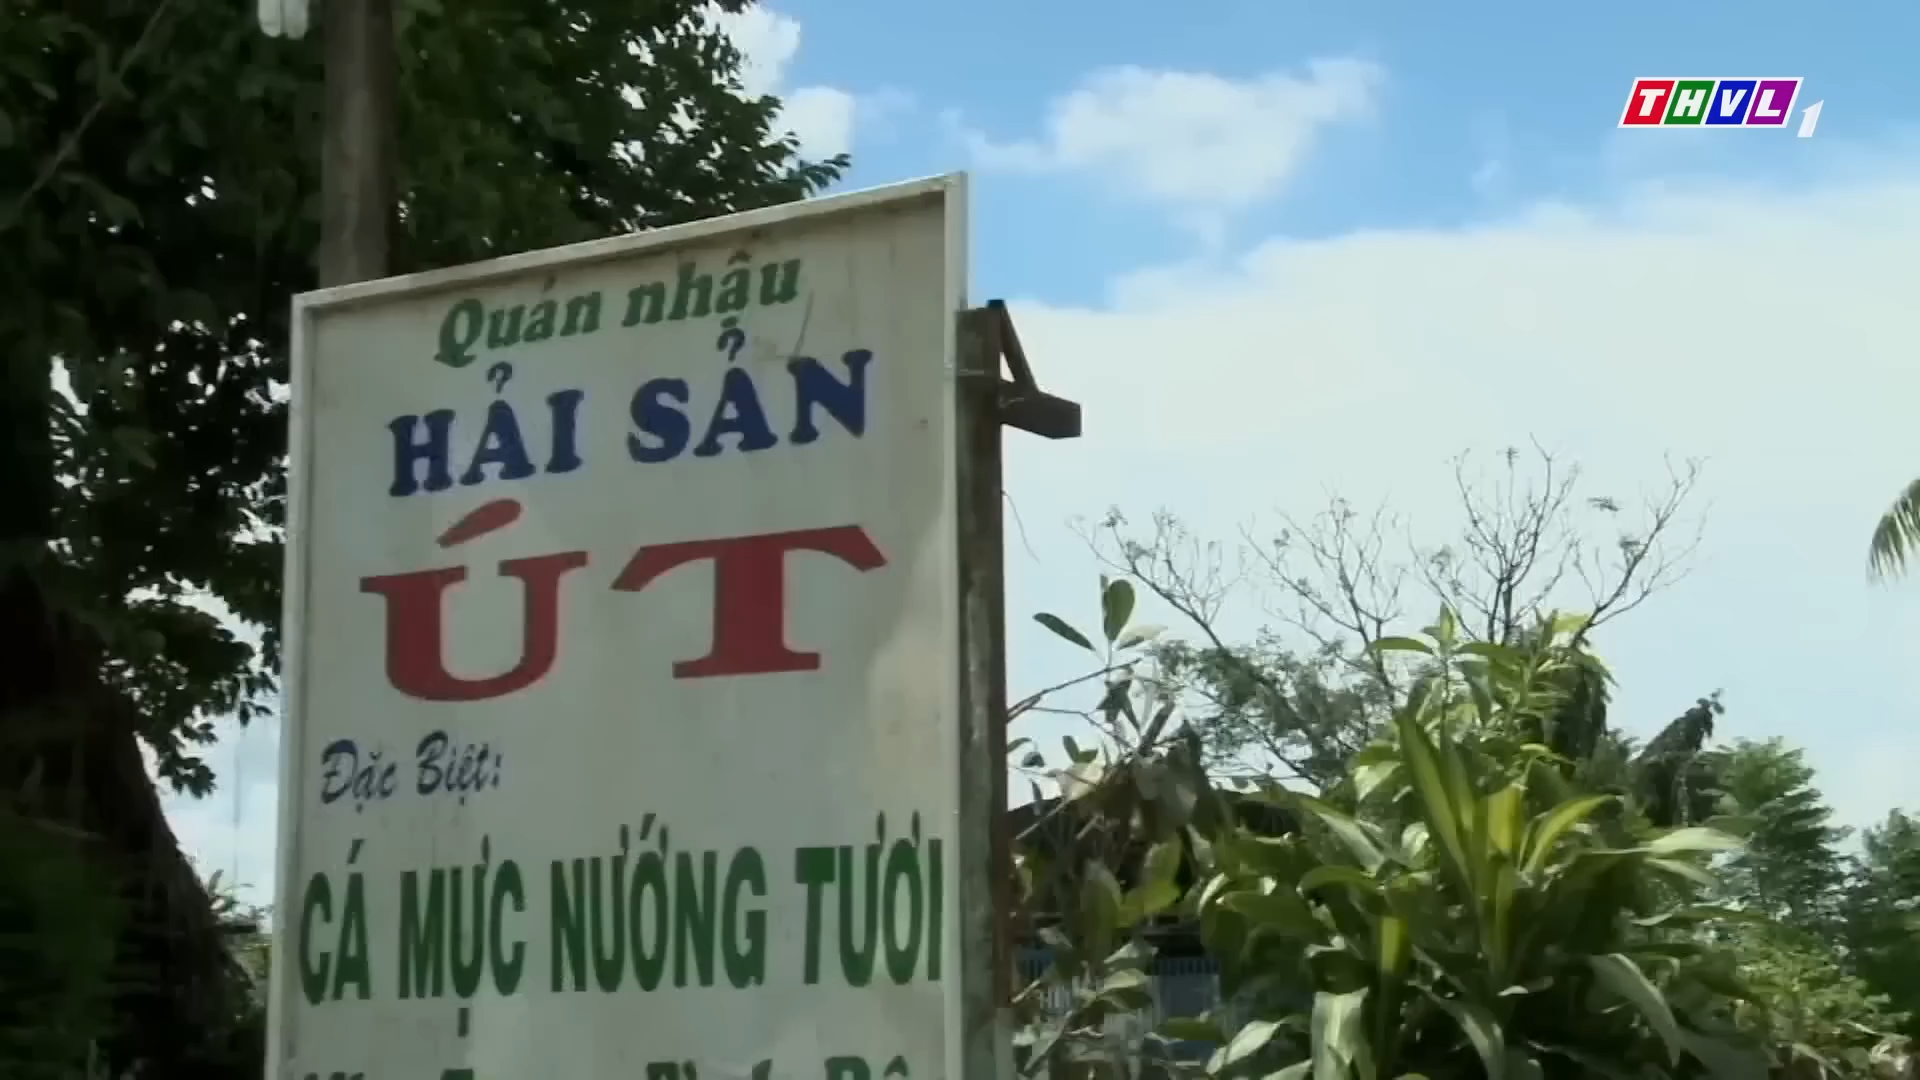 THVL1
Quán nhậu
HẢI SẢN
ÚT
Đặc Biệt:
CÁ MỰC NƯỚNG TƯƠI